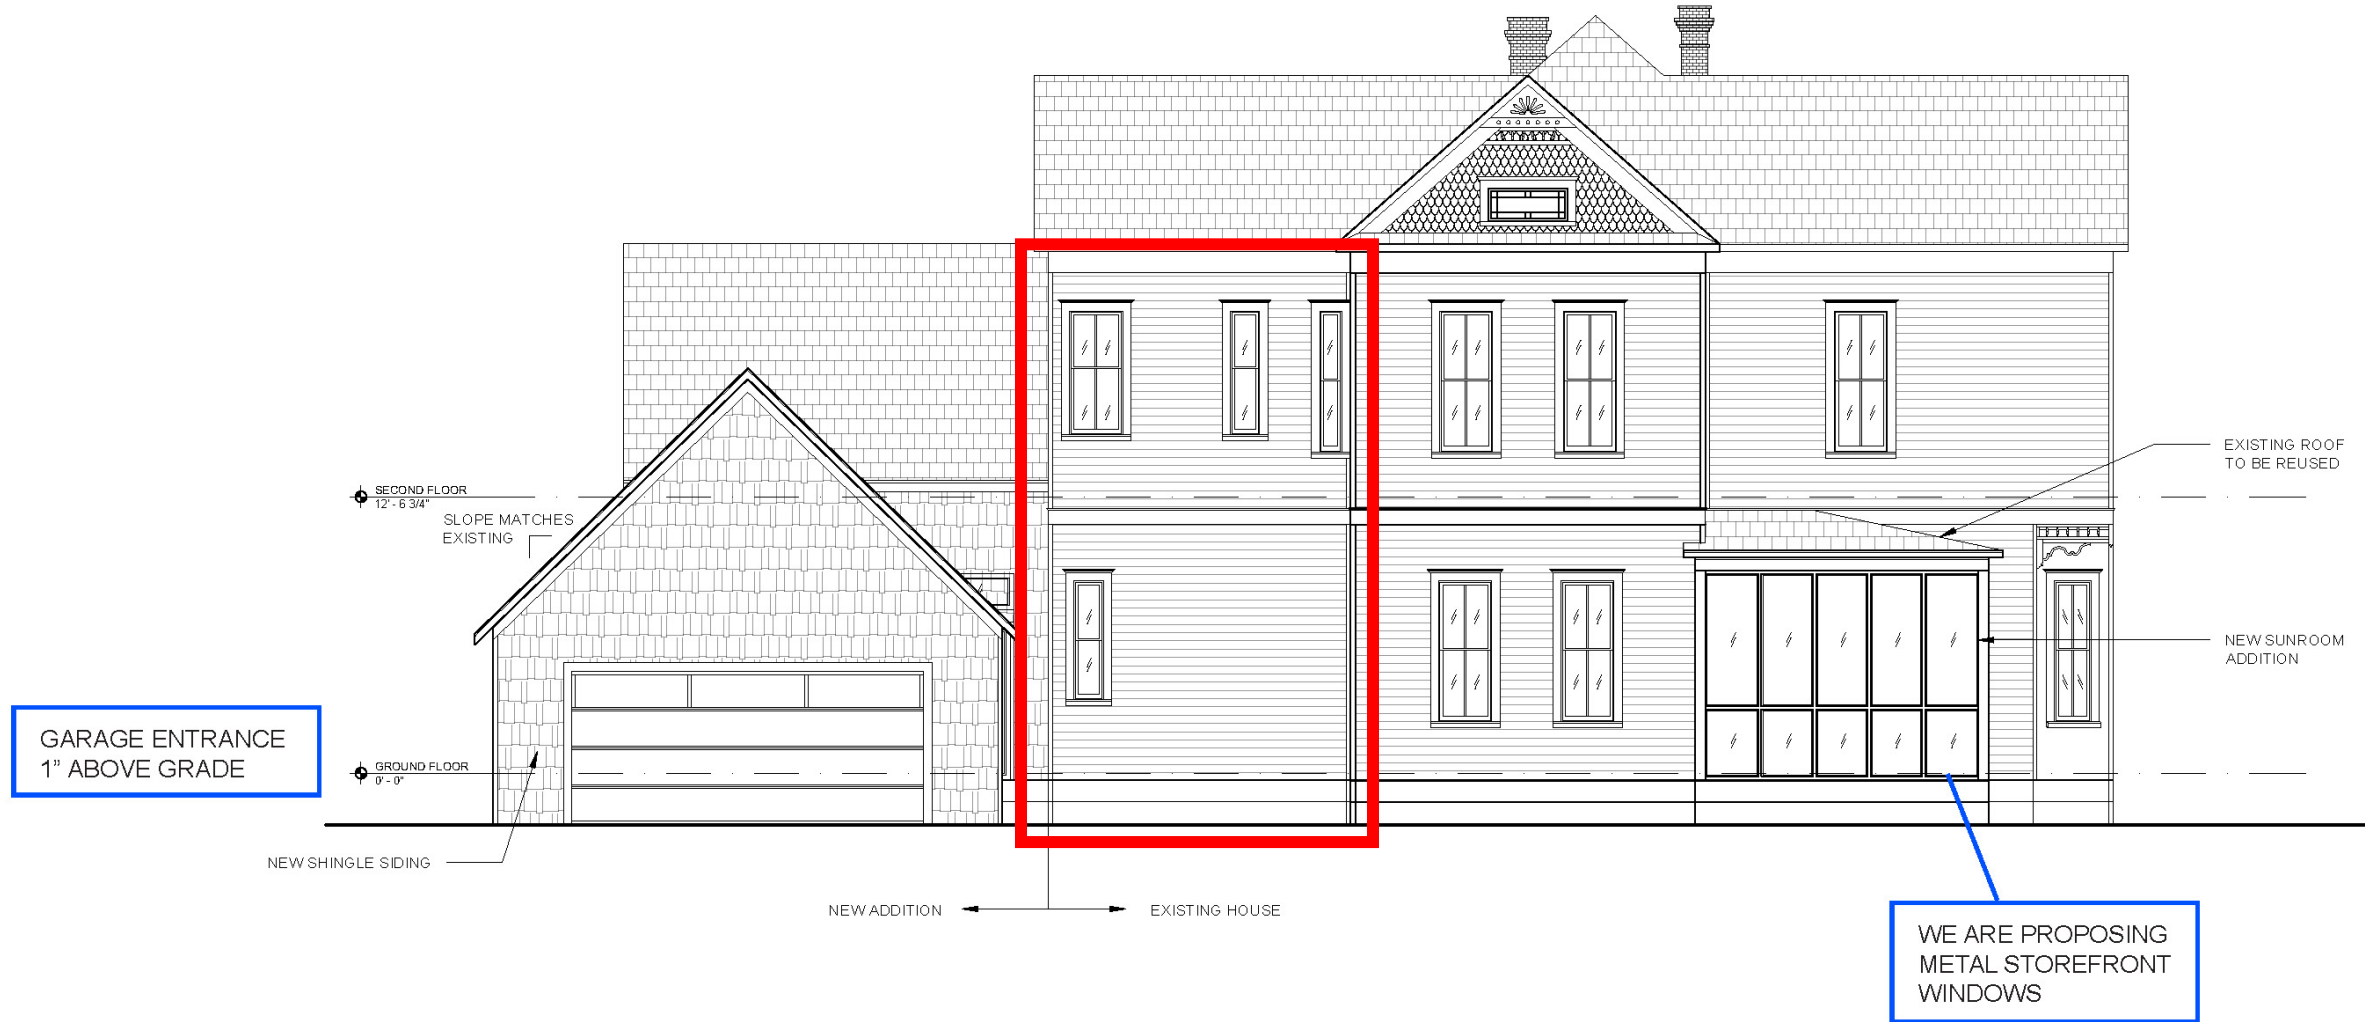 EXISTING ROOF
TO BE REUSED
SECOND FLOOR
12' - 6 3/4"
SLOPE MATCHES
EXISTING
NEW SUNROOM
ADDITION
GARAGE ENTRANCE
1" ABOVE GRADE
GROUND FLOOR
0' - 0"
NEW SHINGLE SIDING
NEW ADDITION
EXISTING HOUSE
WE ARE PROPOSING
METAL STOREFRONT
WINDOWS